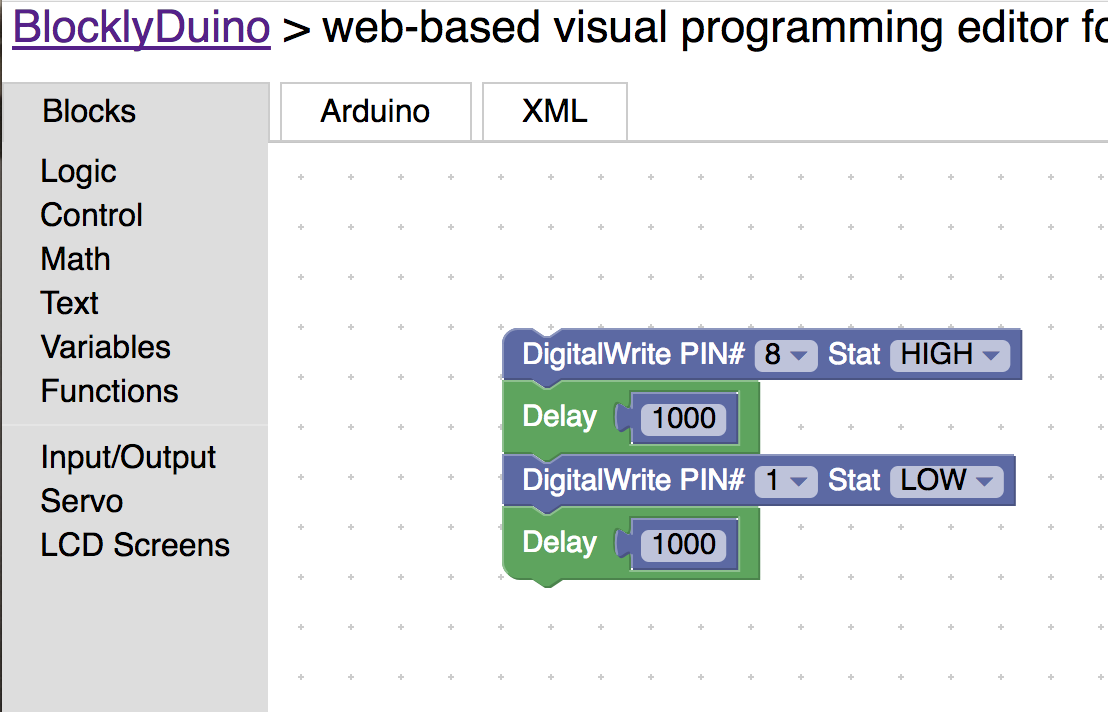 BlocklyDuino > web-based visual programming editor
Blocks
Arduino
XML
Logic
Control
Math
Text
Variables
Functions
Input/Output
Servo
LCD Screens
DigitalWrite PIN# 8 Stat HIGH
Delay 1000
DigitalWrite PIN# 1 Stat LOW
Delay 1000